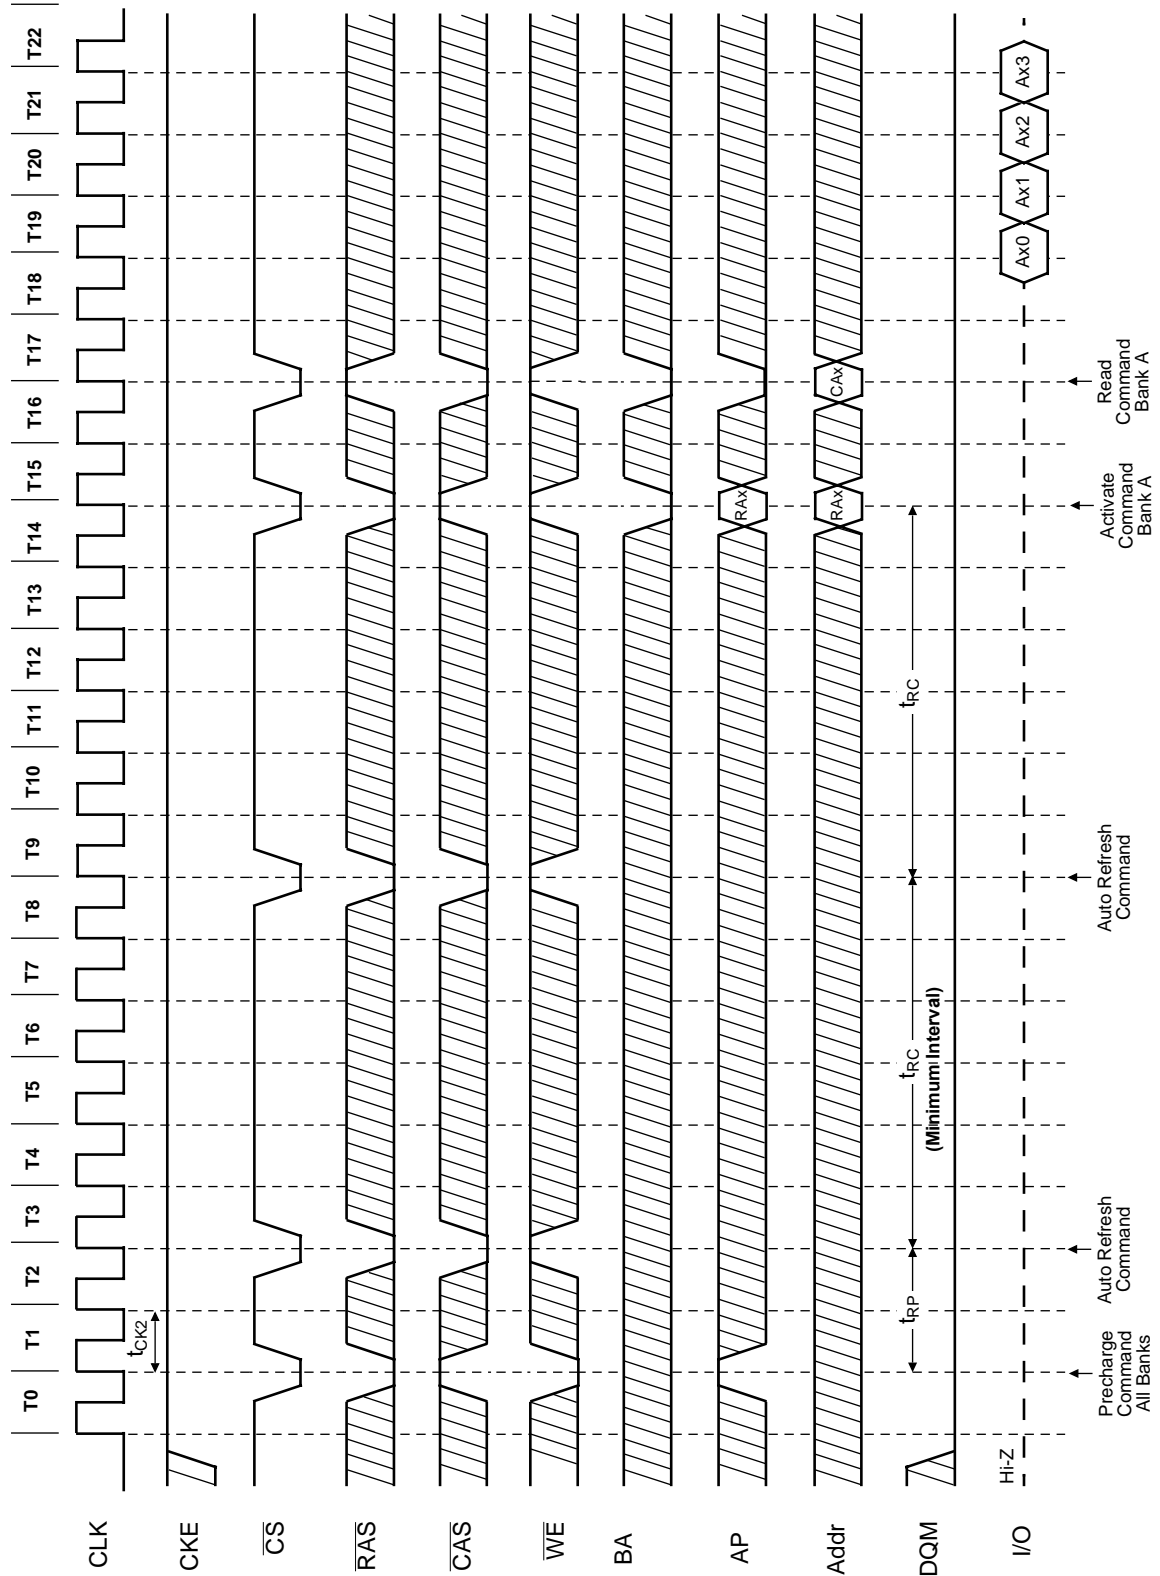 T0 T1 T2 T3 T4 T5 T6 T7 T8 T9 T10 T11 T12 T13 T14 T15 T16 T17 T18 T19 T20 T21 T22
CLK
tCK2
CKE
CS
RAS
CAS
WE
BA
AP
RAx
Addr
RAx CAx
DQM
tRP tRC tRC
(Minimum Interval)
I/O
Hi-Z
Ax0 Ax1 Ax2 Ax3
Precharge
Command
All Banks
Auto Refresh
Command
Auto Refresh
Command
Activate
Command
Bank A
Read
Command
Bank A